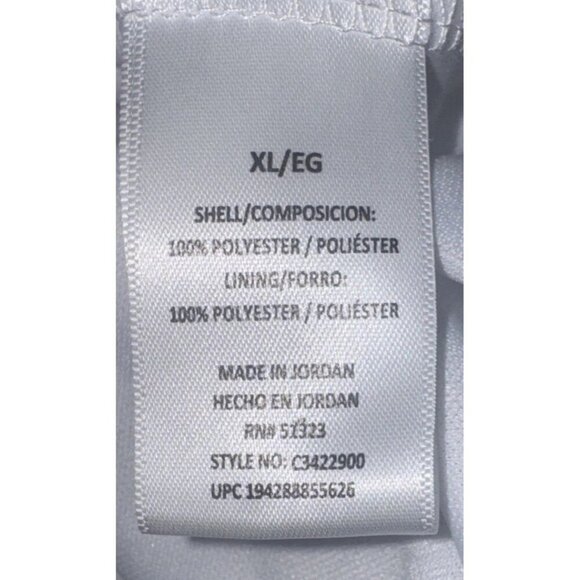 XL/EG
SHELL/COMPOSICION:
100% POLYESTER / POLIÉSTER
LINING/FORRO:
100% POLYESTER / POLIÉSTER
MADE IN JORDAN
HECHO EN JORDAN
RN# 51323
STYLE NO: C3422900
UPC 194288855626